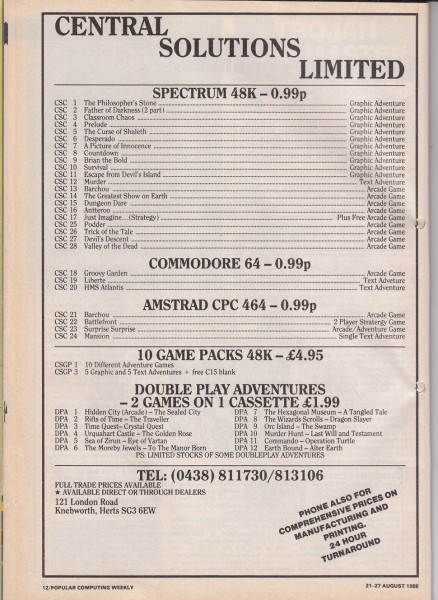 CENTRAL
SOLUTIONS
LIMITED
SPECTRUM 48K – 0.99p
CSC 1 The Philosopher's Stone Graphic Adventure
CSC 2 Father of Darkness (2 part) Graphic Adventure
CSC 3 Classroom Chaos Graphic Adventure
CSC 4 Prelude Graphic Adventure
CSC 5 The Curse of Shaleth Graphic Adventure
CSC 6 Desperado Graphic Adventure
CSC 7 A Picture of Innocence Graphic Adventure
CSC 8 Countdown Graphic Adventure
CSC 9 Brian the Bold Graphic Adventure
CSC 10 Survival Graphic Adventure
CSC 11 Escape from Devil's Island Graphic Adventure
CSC 12 Murder Text Adventure
CSC 13 Barchou Arcade Game
CSC 14 The Greatest Show on Earth Arcade Game
CSC 15 Dungeon Dare Arcade Game
CSC 16 Antheroo Arcade Game
CSC 17 Just Imagine... (Strategy) Plus Free Arcade Game
CSC 25 Podder Arcade Game
CSC 26 Trick of the Tale Arcade Game
CSC 27 Devil's Descent Arcade Game
CSC 28 Valley of the Dead Arcade Game
COMMODORE 64 – 0.99p
CSC 18 Groovy Garden Arcade Game
CSC 19 Liberte Text Adveture
CSC 20 HMS Atlantis Text Adventure
AMSTRAD CPC 464 – 0.99p
CSC 21 Barchou Arcade Game
CSC 22 Battlefront 2 Player Stratergy Game
CSC 23 Surprise Surprise Arcade/Adventure Game
CSC 24 Mansion Single Text Adventure
10 GAME PACKS 48K – £4.95
CSGP 1 10 Different Adventure Games
CSGP 3 5 Graphic and 5 Text Adventures + free C15 blank
DOUBLE PLAY ADVENTURES
– 2 GAMES ON 1 CASSETTE £1.99
DPA 1 Hidden City (Arcade) – The Sealed City
DPA 2 Rifts of Time – The Traveller
DPA 3 Time Quest– Crystal Quest
DPA 4 Urquahart Castle – The Golden Rose
DPA 5 Sea of Zirun – Eye of Vartan
DPA 6 The Moreby Jewels – To The Manor Born
DPA 7 The Hexagonal Museum – A Tangled Tale
DPA 8 The Wizards Scrolls – Dragon Slayer
DPA 9 Orc Island – The Swamp
DPA 10 Murder Hunt – Last Will and Testament
DPA 11 Commando – Operation Turtle
DPA 12 Earth Bound – Alter Earth
PS: LIMITED STOCKS OF SOME DOUBLEPLAY ADVENTURES
TEL: (0438) 811730/813106
FULL TRADE PRICES AVAILABLE
★ AVAILABLE DIRECT OR THROUGH DEALERS
121 London Road
Knebworth, Herts SG3 6EW
PHONE ALSO FOR
COMPREHENSIVE PRICES ON
MANUFACTURING AND
PRINTING.
24 HOUR
TURNAROUND
12/POPULAR COMPUTING WEEKLY
21-27 AUGUST 1986